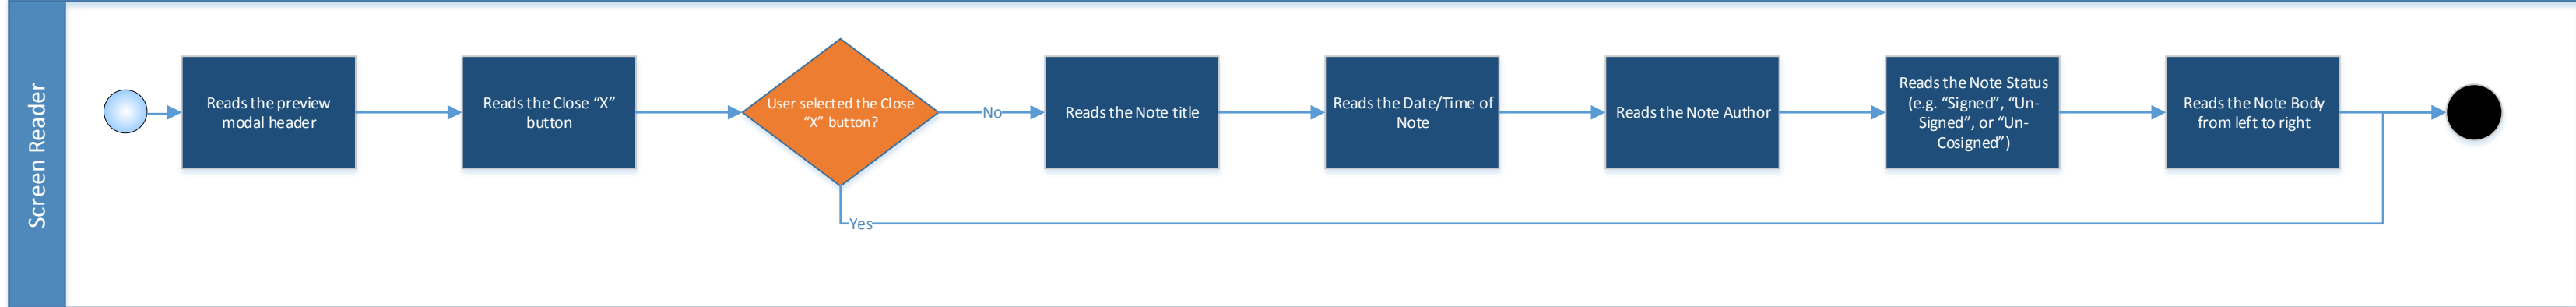 Screen Reader
Reads the preview
modal header
Reads the Close “X”
button
User selected the Close
“X” button?
No
Yes
Reads the Note title
Reads the Date/Time of
Note
Reads the Note Author
Reads the Note Status
(e.g. “Signed”, “Un-
Signed”, or “Un-
Cosigned”)
Reads the Note Body
from left to right